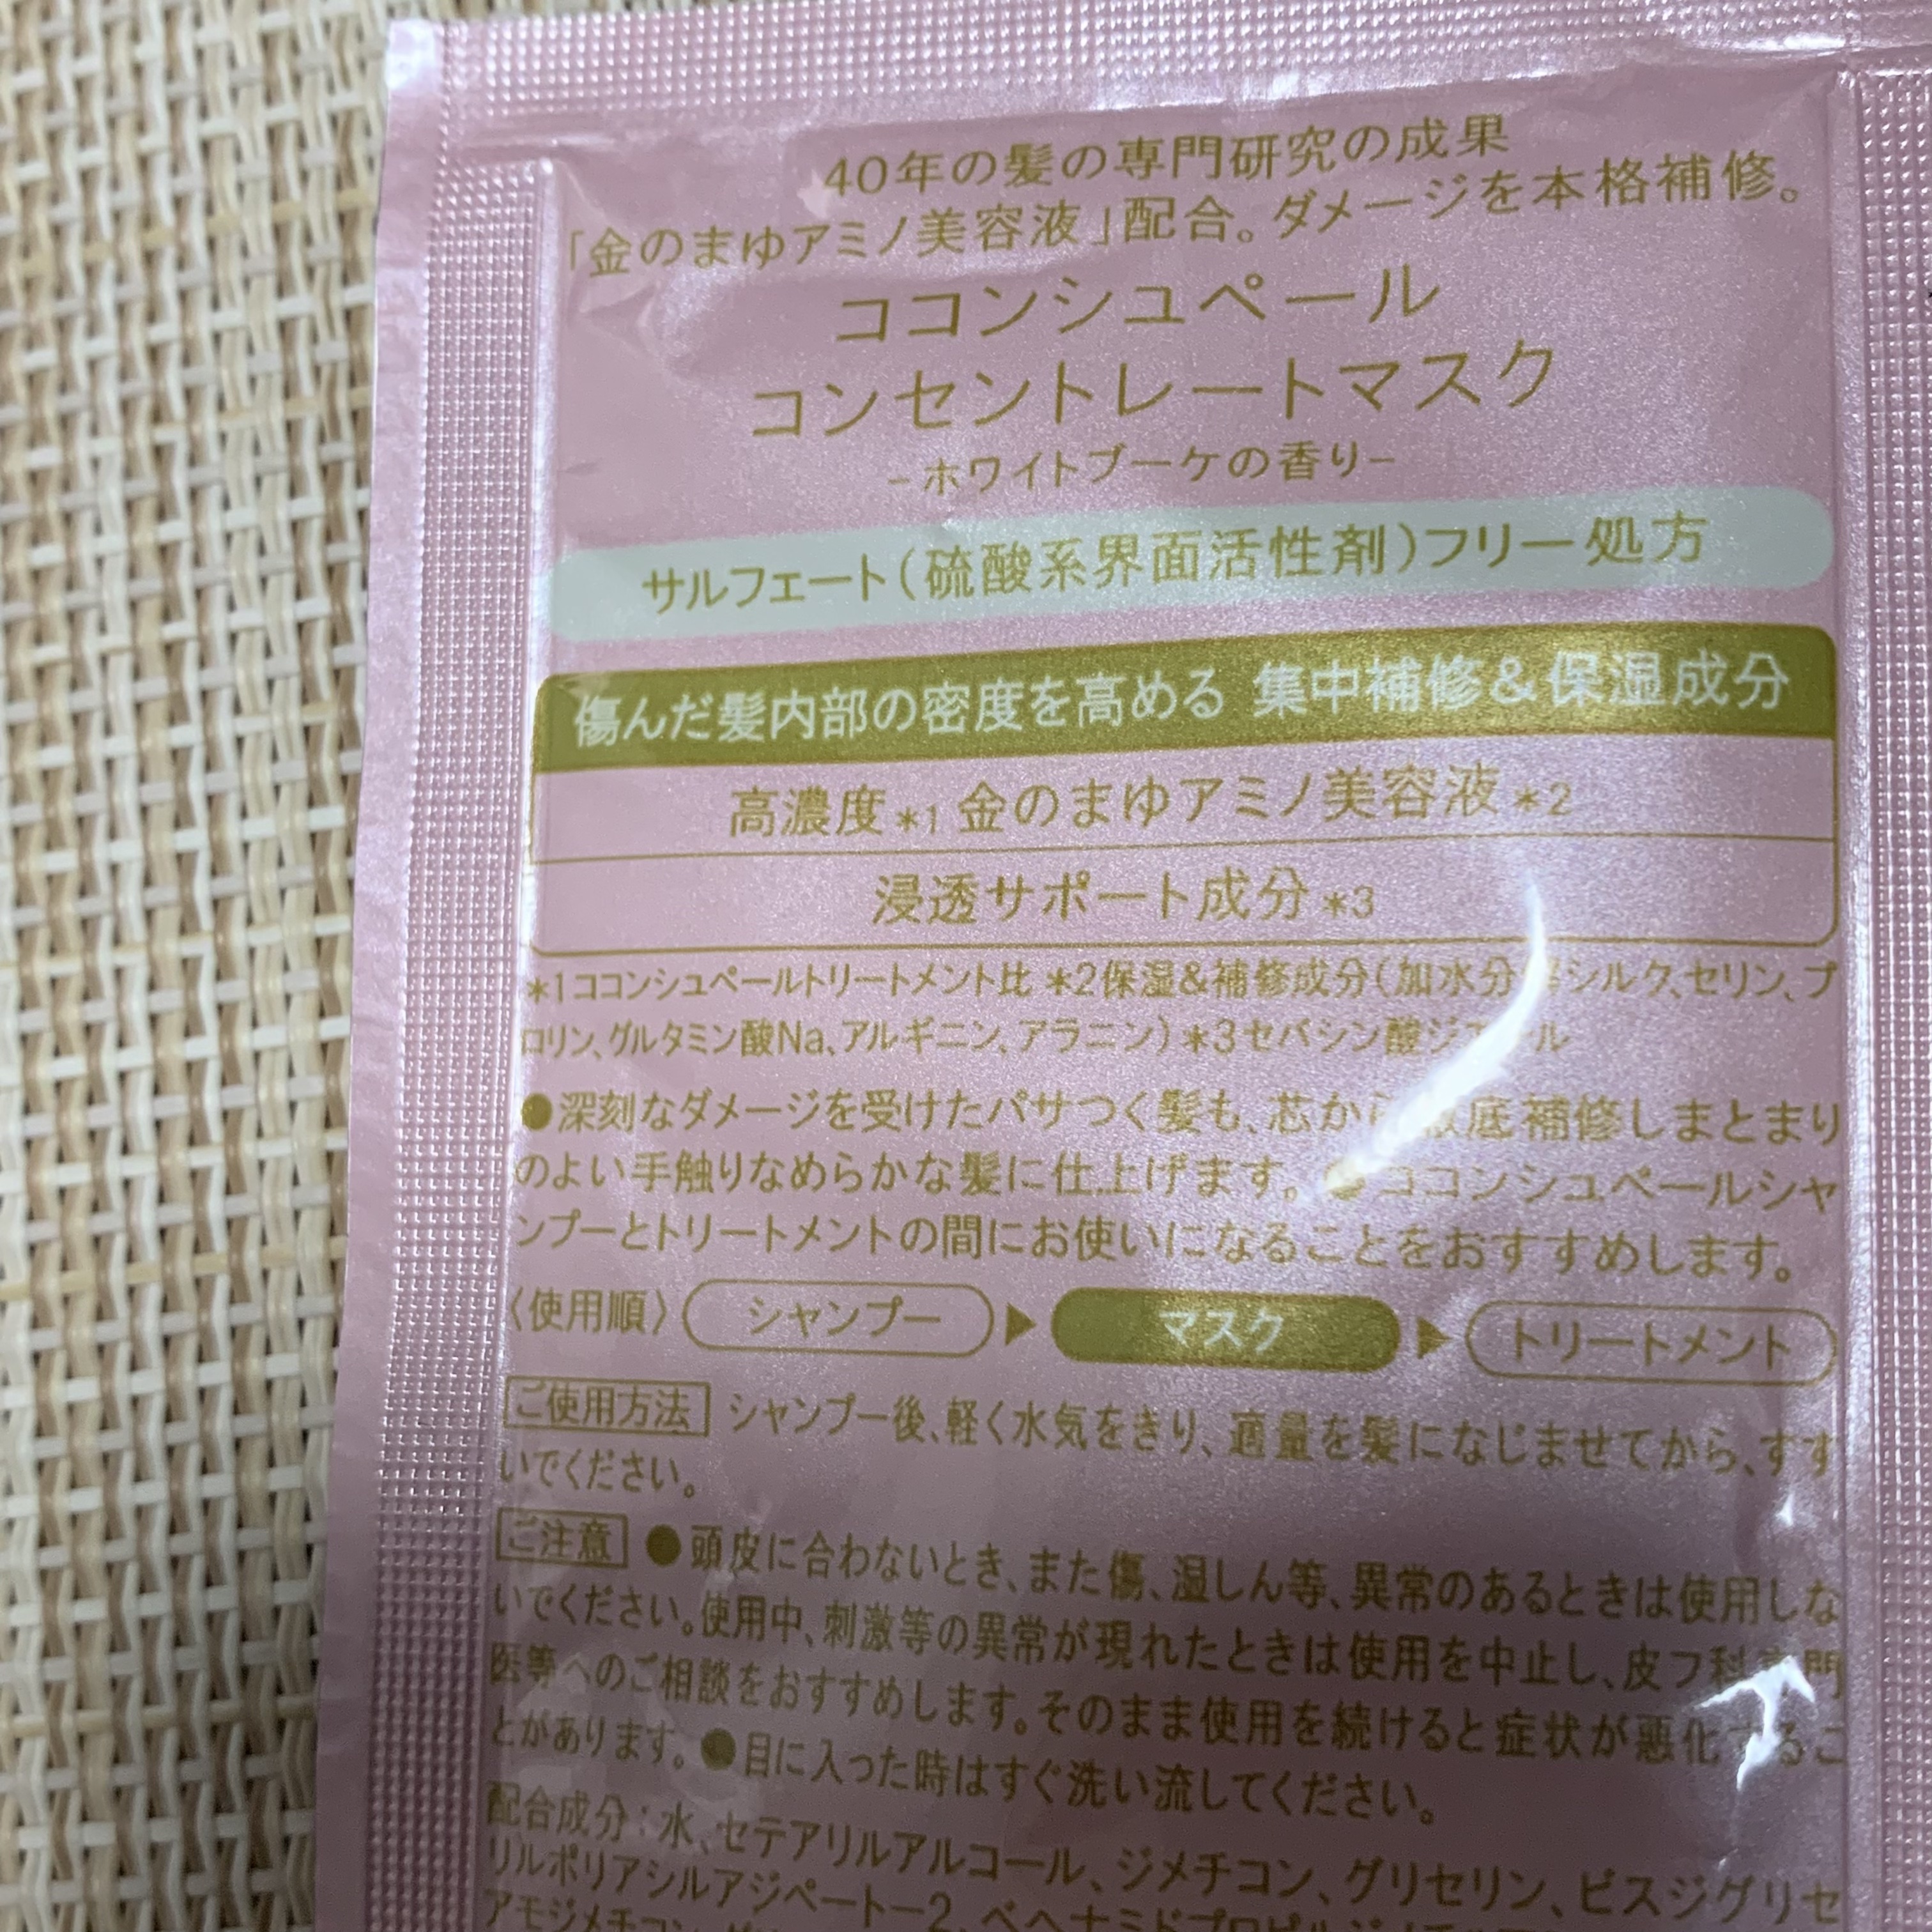 40年の髪の専門研究の成果
「金のまゆアミノ美容液」配合。ダメージを本格補修。
ココンシュペール
コンセントレートマスク
-ホワイトブーケの香り-
サルフェート(硫酸系界面活性剤)フリー処方
傷んだ髪内部の密度を高める 集中補修&保湿成分
高濃度*1 金のまゆアミノ美容液*2
浸透サポート成分*3
*1ココンシュペールトリートメント比 *2保湿&補修成分(加水分 シルク、セリン、プ
ロリン、グルタミン酸Na、アルギニン、アラニン)*3セバシン酸ジ ル
●深刻なダメージを受けたパサつく髪も、芯から 底補修しまとまり
のよい手触りなめらかな髪に仕上げます。●ココンシュペールシャ
ンプーとトリートメントの間にお使いになることをおすすめします。
〈使用順〉 シャンプー ▶ マスク ▶ トリートメント
ご使用方法 シャンプー後、軽く水気をきり、適量を髪になじませてから、すす
いでください。
ご注意 ●頭皮に合わないとき、また傷、湿しん等、異常のあるときは使用しな
いでください。使用中、刺激等の異常が現れたときは使用を中止し、皮フ科 門
医等へのご相談をおすすめします。そのまま使用を続けると症状が悪化するこ
とがあります。●目に入った時はすぐ洗い流してください。
配合成分:水、セテアリルアルコール、ジメチコン、グリセリン、ビスジグリセ
リルポリアシルアジペート-2、ベヘナミドプロピルジメチル
アモジメチコン